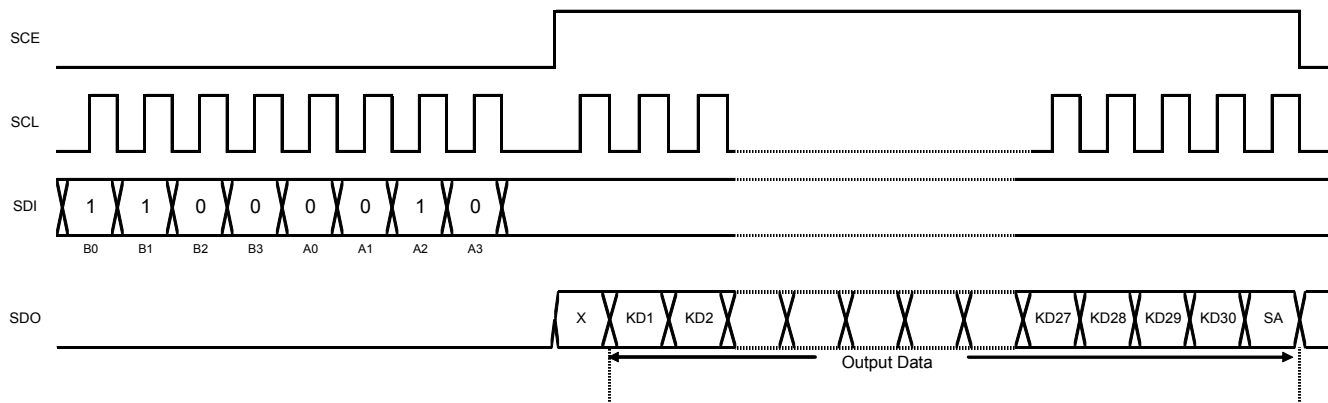 SCE
SCL
SDI
1 1 0 0 0 0 1 0
B0 B1 B2 B3 A0 A1 A2 A3
SDO
X KD1 KD2 KD27 KD28 KD29 KD30 SA
Output Data